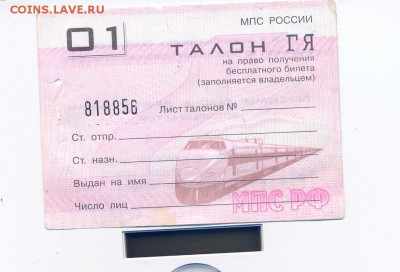 COINS.LAVE.RU
МПС РОССИИ
01
ТАЛОН ГЯ
на право получения
бесплатного билета
(заполняется владельцем)
818856
Лист талонов №
Ст. отпр.
Ст. назн.
Выдан на имя
Число лиц
МПС РФ